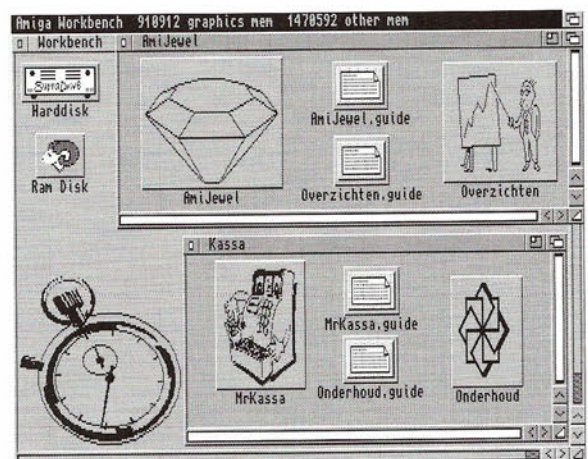 Amiga Workbench  910912 graphics mem  1470592 other mem
Workbench
AmiJewel
SupraDrive
Harddisk
Ram Disk
AmiJewel
AmiJewel.guide
Overzichten.guide
Overzichten
Kassa
MrKassa
MrKassa.guide
Onderhoud.guide
Onderhoud